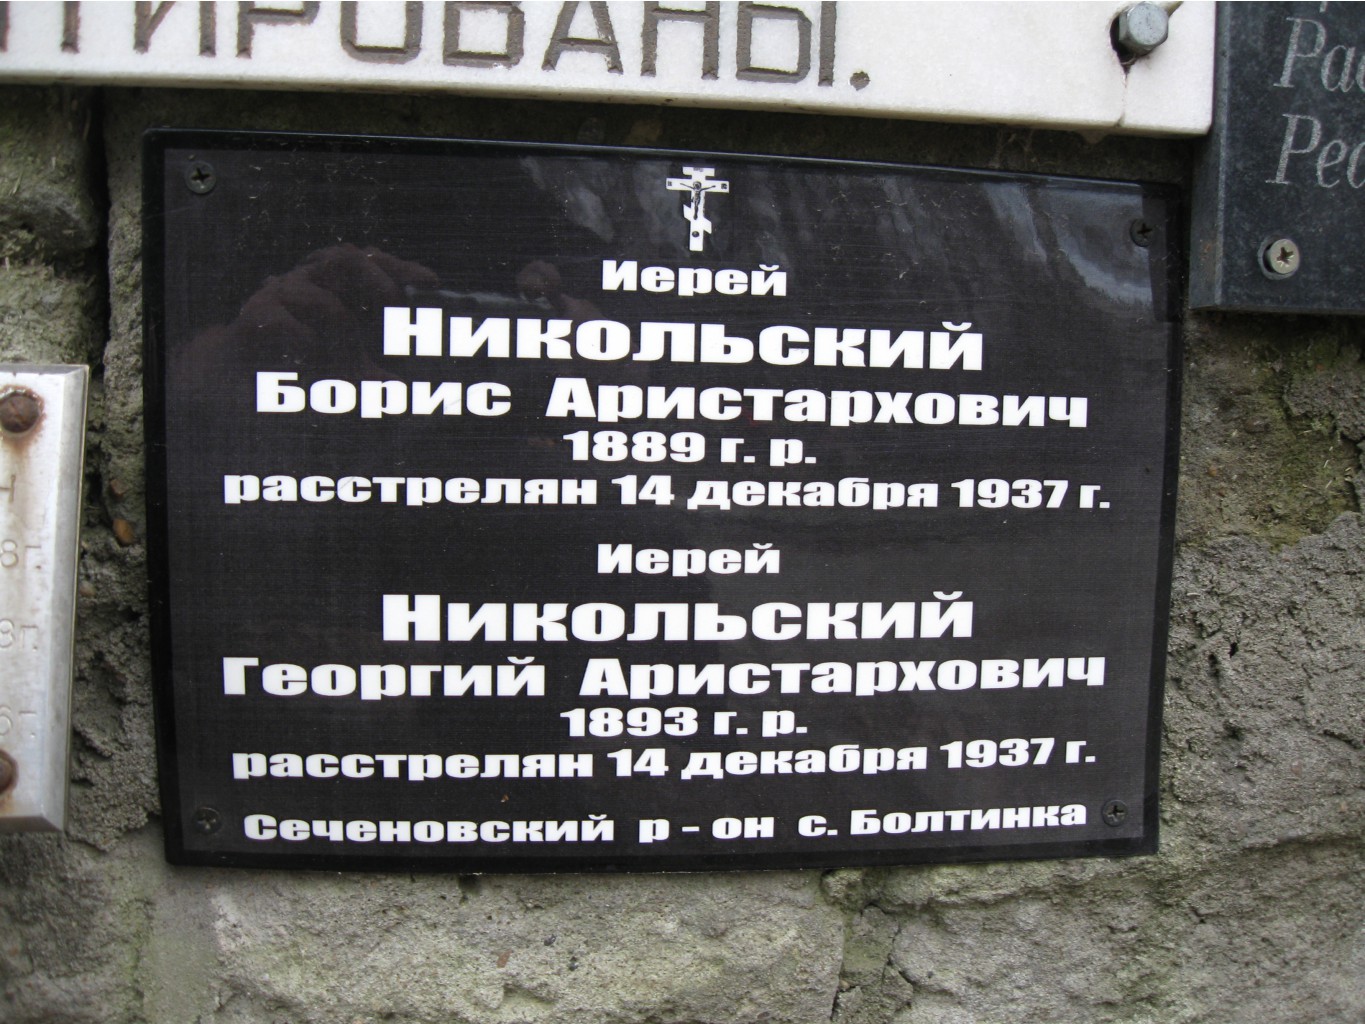 Иерей
Никольский
Борис Аристархович
1889 г. р.
расстрелян 14 декабря 1937 г.
Иерей
Никольский
Георгий Аристархович
1893 г. р.
расстрелян 14 декабря 1937 г.
Сеченовский р - он с. Болтинка